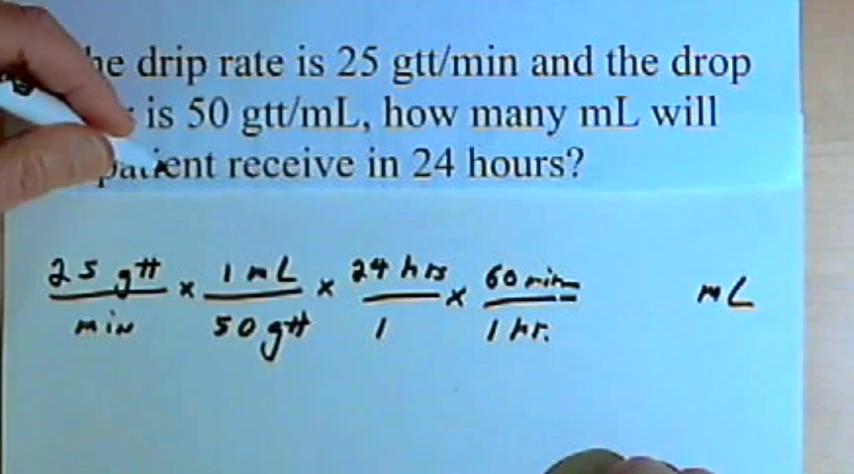 he drip rate is 25 gtt/min and the drop
is 50 gtt/mL, how many mL will
patient receive in 24 hours?
25 gtt × 1 mL × 24 hrs × 60 min mL
min 50 gtt 1 1 hr.